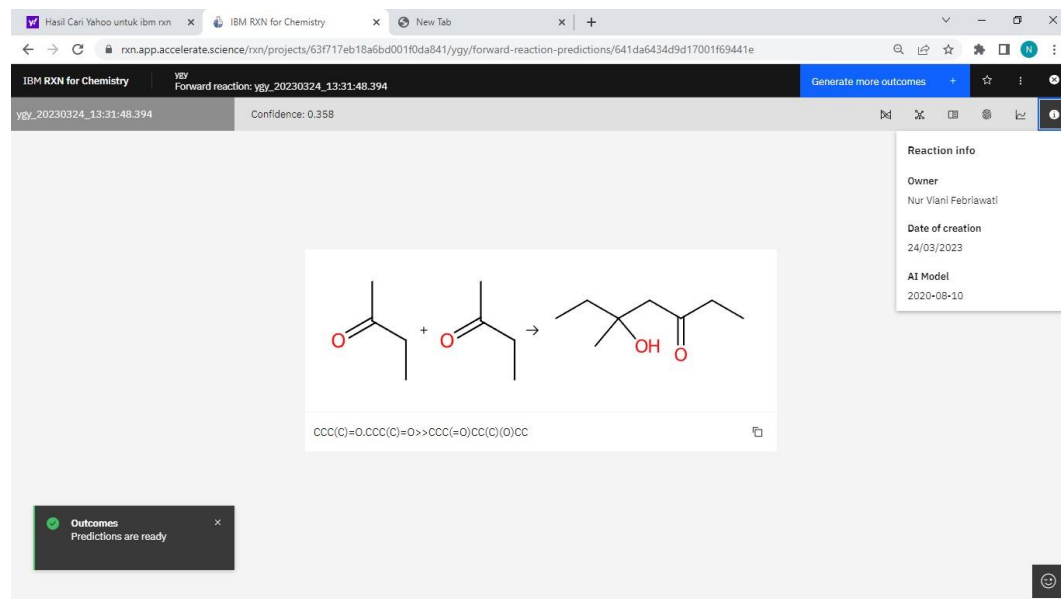 Hasil Cari Yahoo untuk ibm rxn
IBM RXN for Chemistry
New Tab
rxn.app.accelerate.science/rxn/projects/63f717eb18a6bd001f0da841/ygy/forward-reaction-predictions/641da6434d9d17001f69441e
N
IBM RXN for Chemistry
ygy
Forward reaction: ygy_20230324_13:31:48.394
Generate more outcomes +
ygy_20230324_13:31:48.394
Confidence: 0.358
Reaction info
Owner
Nur Viani Febriawati
Date of creation
24/03/2023
AI Model
2020-08-10
O + O → OH O
CCC(C)=O.CCC(C)=O>>CCC(=O)CC(C)(O)CC
Outcomes
Predictions are ready